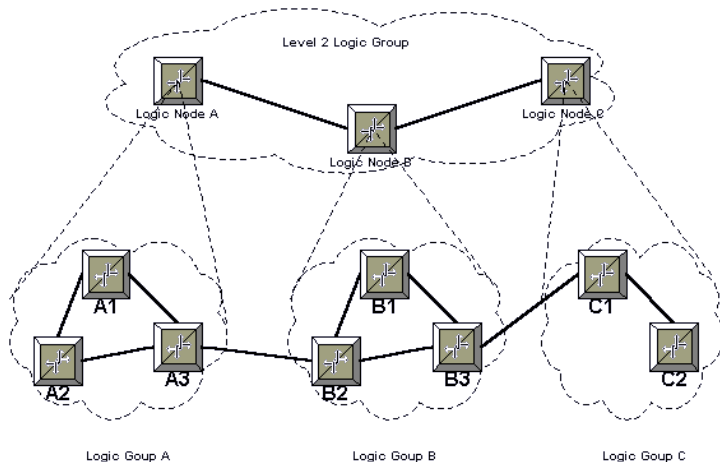 Level 2 Logic Group
Logic Node A
Logic Node C
Logic Node B
A1
B1
C1
A2
A3
B2
B3
C2
Logic Goup A
Logic Goup B
Logic Goup C